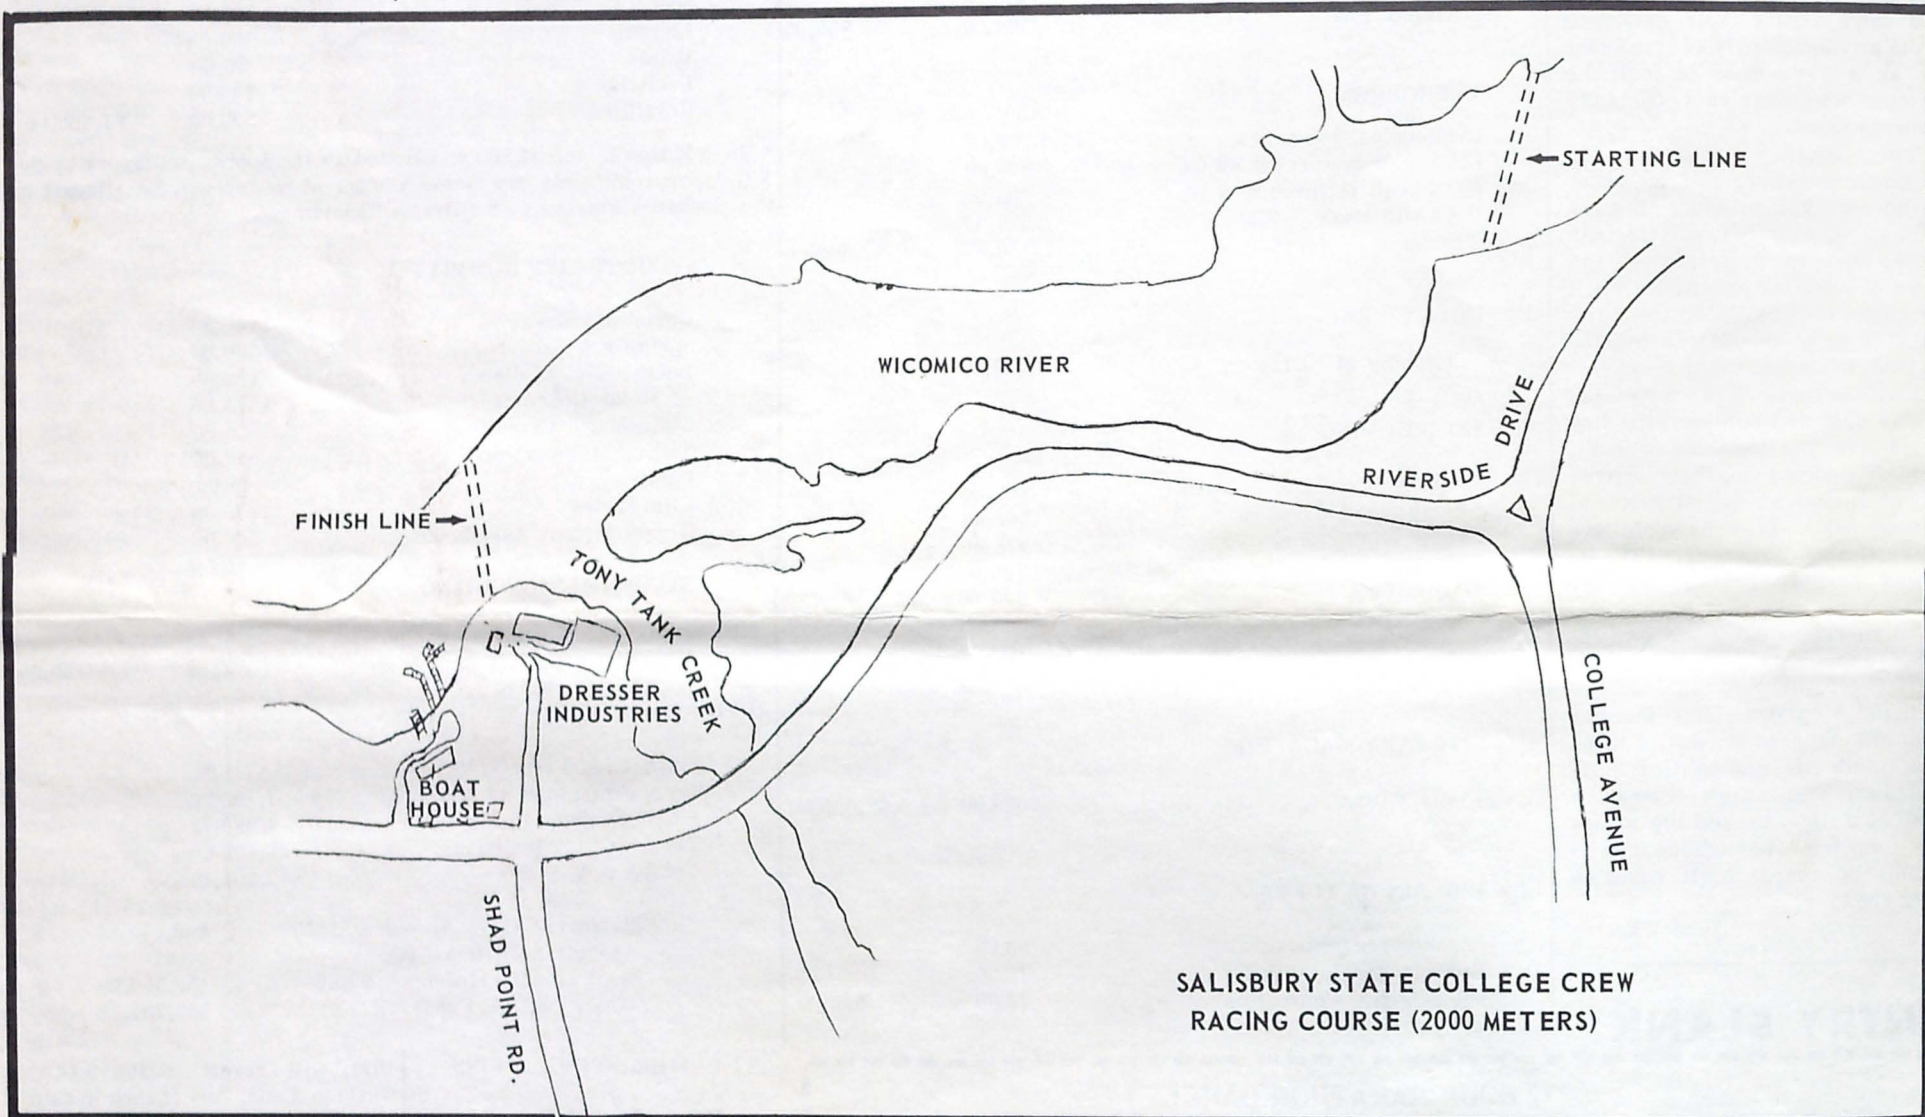 STARTING LINE
WICOMICO RIVER
RIVERSIDE DRIVE
FINISH LINE
TONY TANK CREEK
DRESSER
INDUSTRIES
COLLEGE AVENUE
BOAT
HOUSE
SHAD POINT RD.
SALISBURY STATE COLLEGE CREW
RACING COURSE (2000 METERS)